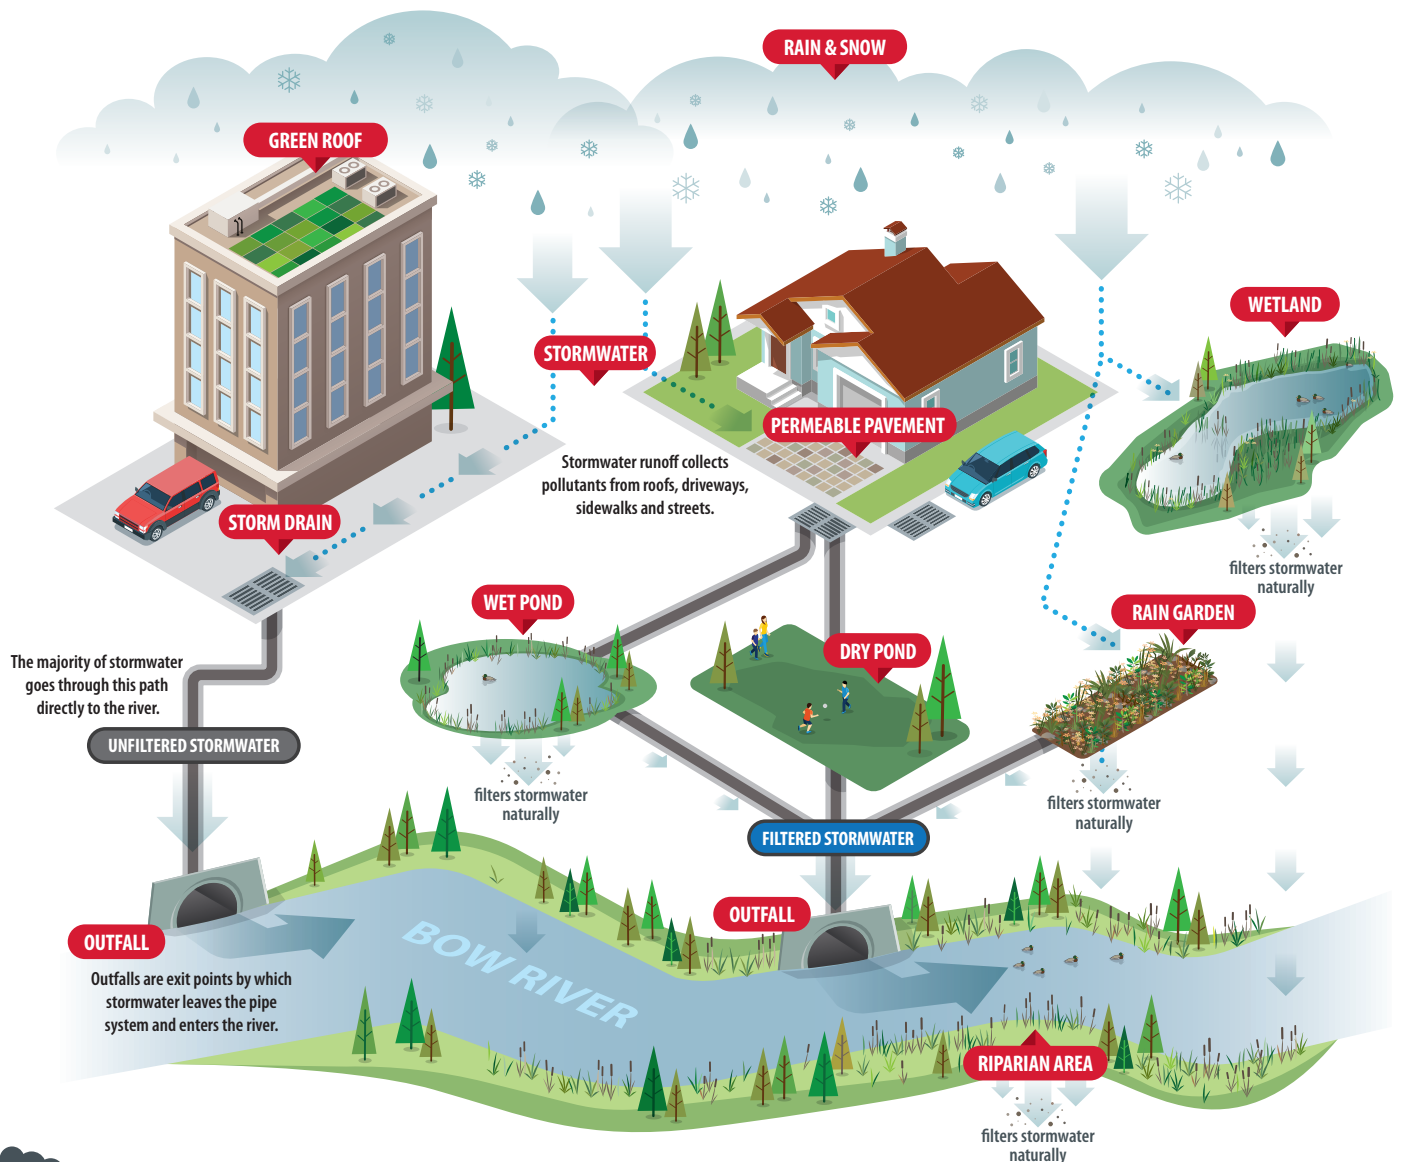 RAIN & SNOW
GREEN ROOF
WETLAND
STORMWATER
PERMEABLE PAVEMENT
Stormwater runoff collects
pollutants from roofs, driveways,
sidewalks and streets.
STORM DRAIN
filters stormwater
naturally
WET POND
RAIN GARDEN
DRY POND
The majority of stormwater
goes through this path
directly to the river.
UNFILTERED STORMWATER
filters stormwater
naturally
filters stormwater
naturally
FILTERED STORMWATER
OUTFALL
OUTFALL
BOW RIVER
Outfalls are exit points by which
stormwater leaves the pipe
system and enters the river.
RIPARIAN AREA
filters stormwater
naturally